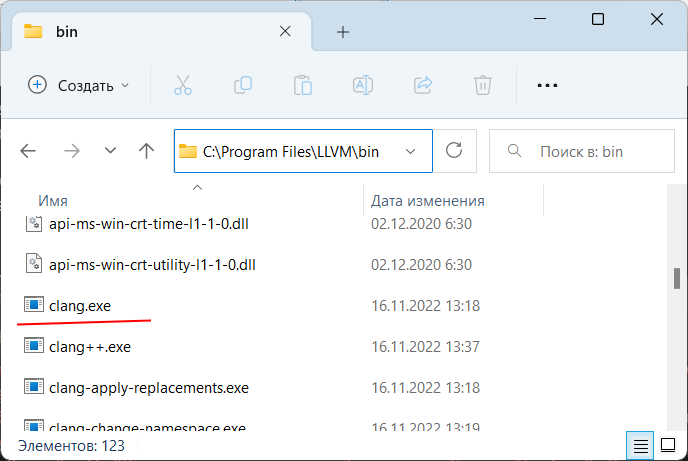 bin
Создать
C:\Program Files\LLVM\bin
Поиск в: bin
Имя Дата изменения
api-ms-win-crt-time-l1-1-0.dll 02.12.2020 6:30
api-ms-win-crt-utility-l1-1-0.dll 02.12.2020 6:30
clang.exe 16.11.2022 13:18
clang++.exe 16.11.2022 13:37
clang-apply-replacements.exe 16.11.2022 13:18
clang-change-namespace.exe 16.11.2022 13:19
Элементов: 123